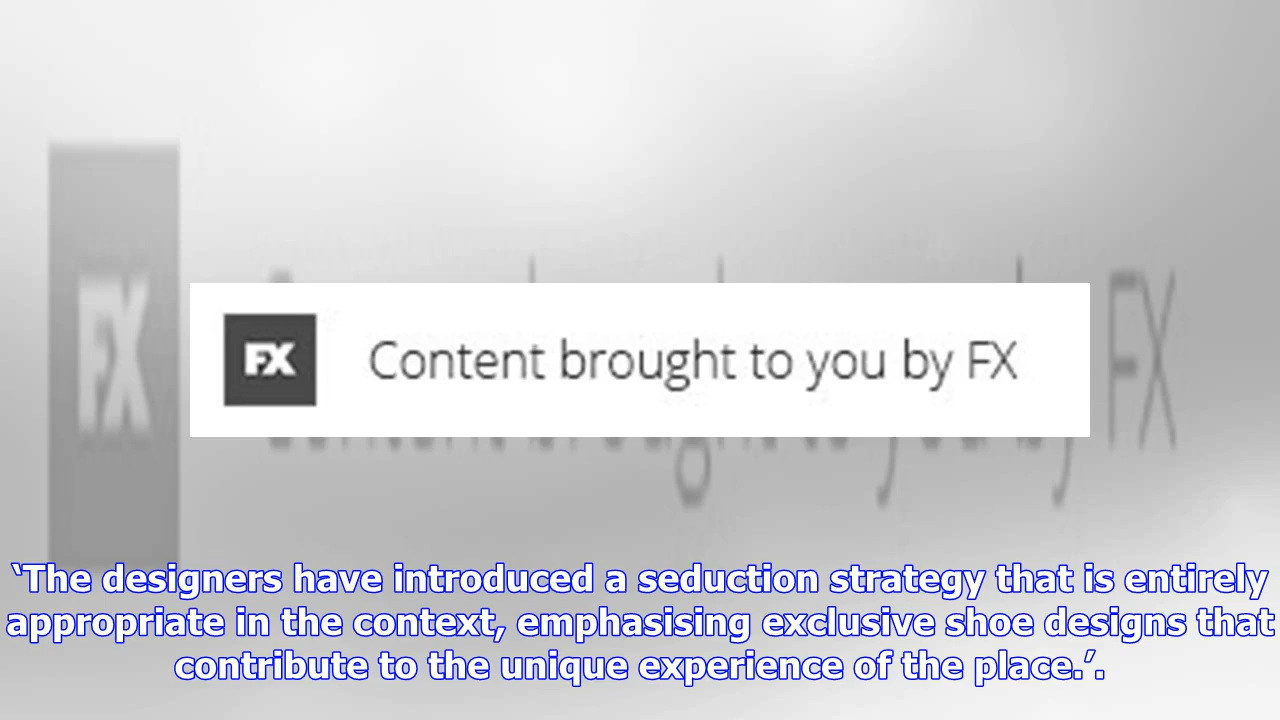 FX Content brought to you by FX
‘The designers have introduced a seduction strategy that is entirely
appropriate in the context, emphasising exclusive shoe designs that
contribute to the unique experience of the place.’.